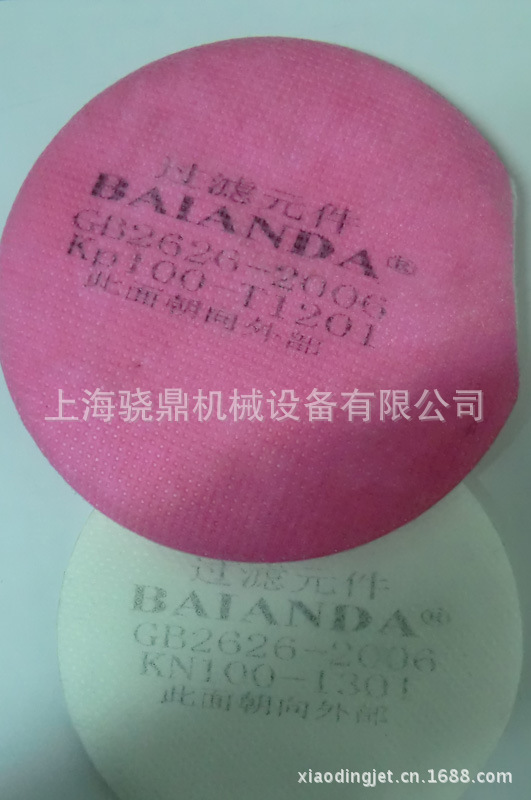 过滤元件
BAIANDA®
GB2626-2006
Kp100-T1201
此面朝向外部
上海骁鼎机械设备有限公司
过滤元件
BAIANDA®
GB2626-2006
KN100-1301
此面朝向外部
xiaodingjet.cn.1688.com